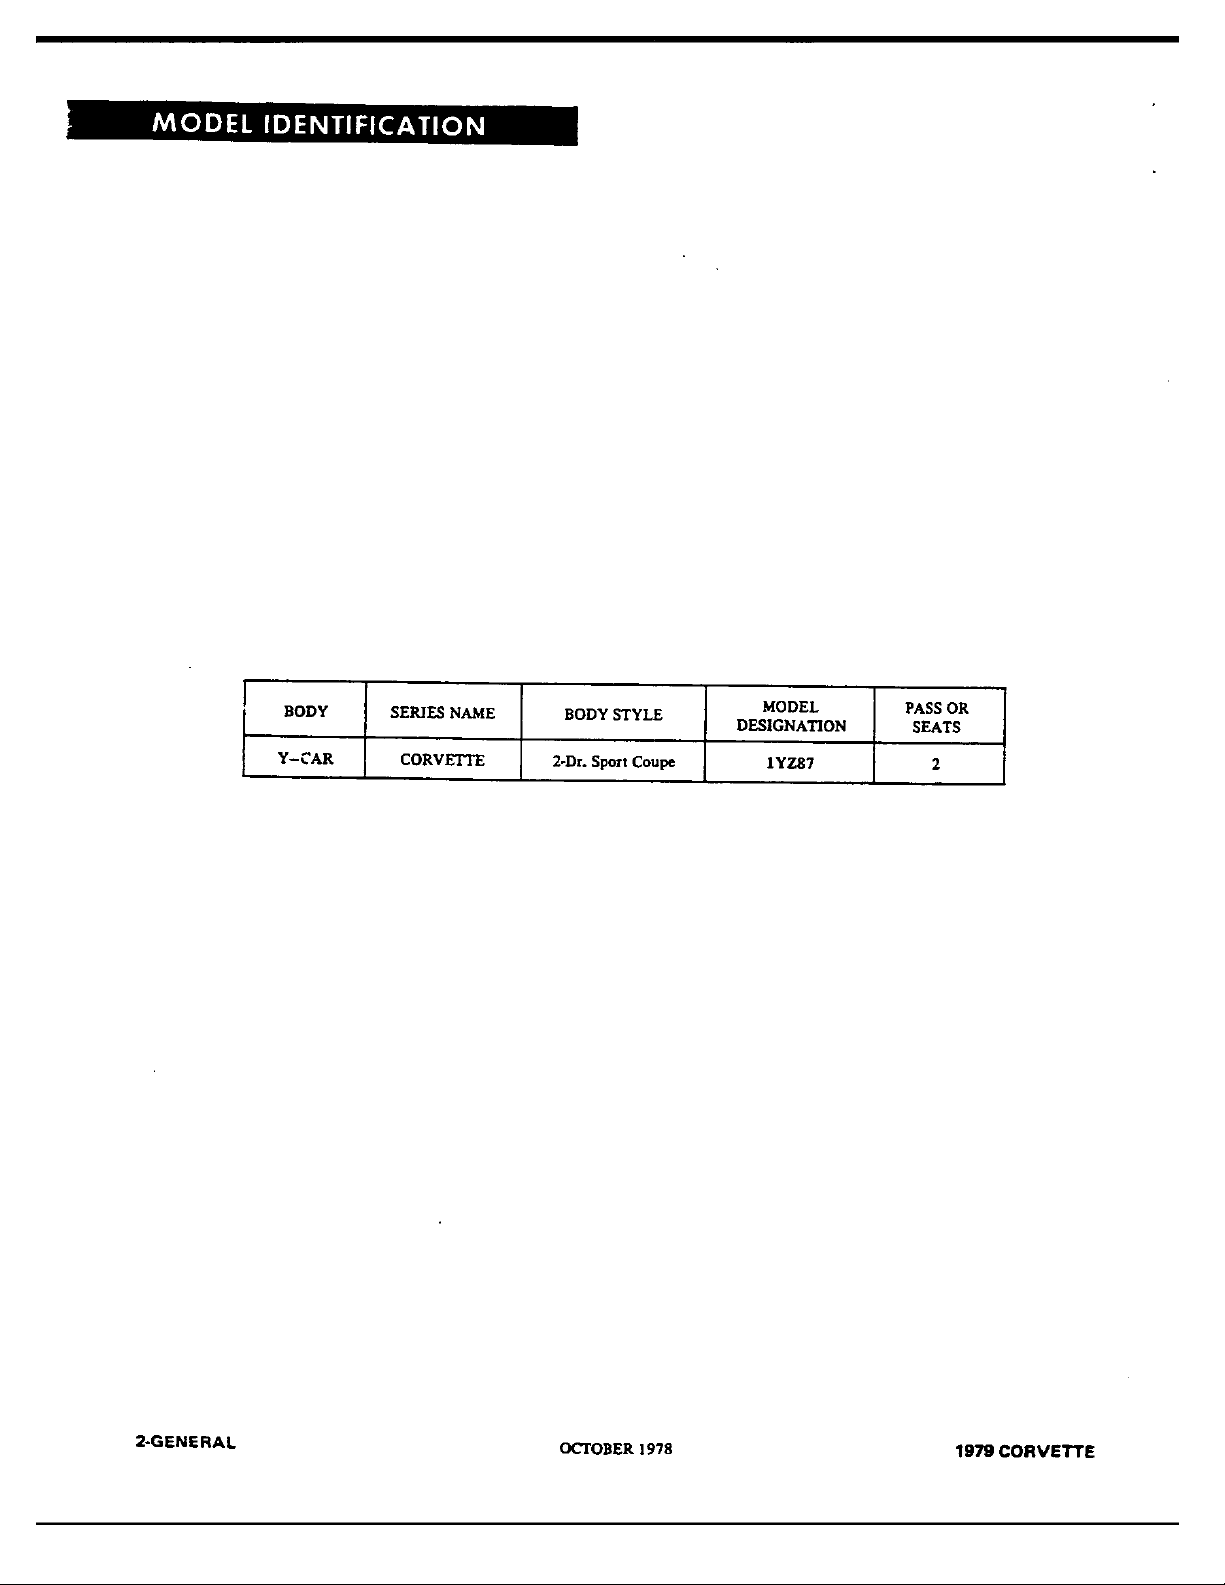 MODEL IDENTIFICATION
BODY SERIES NAME BODY STYLE MODEL DESIGNATION PASS OR SEATS
Y-CAR CORVETTE 2-Dr. Sport Coupe 1YZ87 2
2-GENERAL OCTOBER 1978 1979 CORVETTE